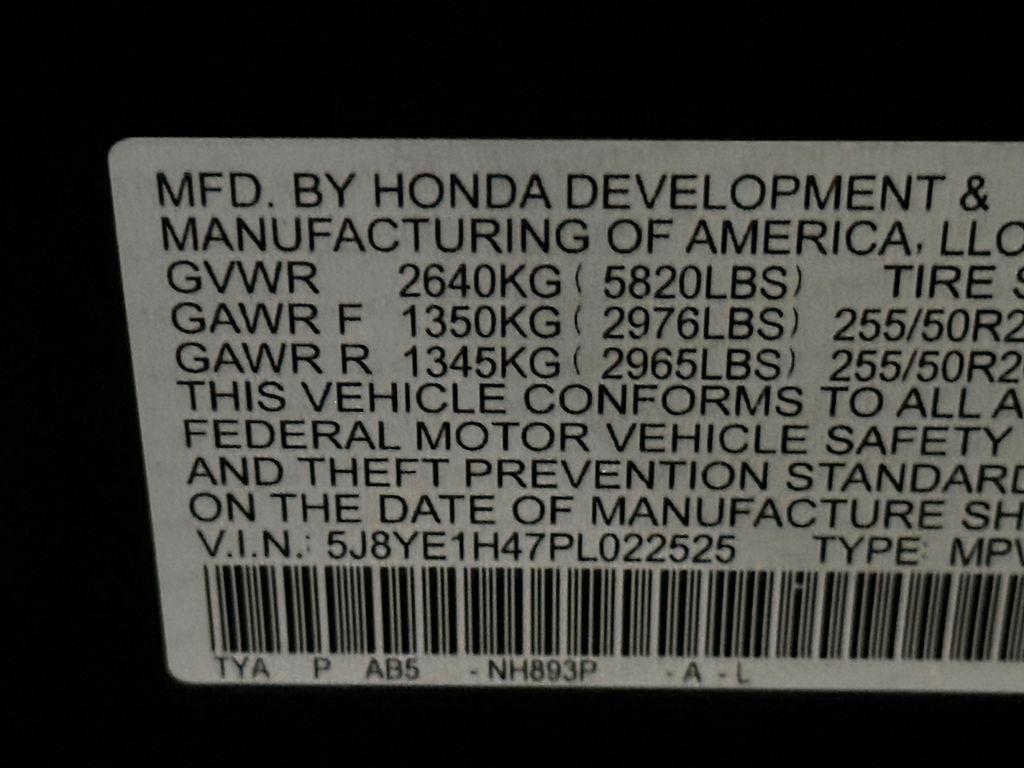 MFD. BY HONDA DEVELOPMENT &
MANUFACTURING OF AMERICA, LLC
GVWR 2640KG ( 5820LBS) TIRE S
GAWR F 1350KG ( 2976LBS) 255/50R2
GAWR R 1345KG ( 2965LBS) 255/50R20
THIS VEHICLE CONFORMS TO ALL A
FEDERAL MOTOR VEHICLE SAFETY
AND THEFT PREVENTION STANDARD
ON THE DATE OF MANUFACTURE SH
V.I.N.: 5J8YE1H47PL022525 TYPE: MPV
TYA P AB5 - NH893P - A - L